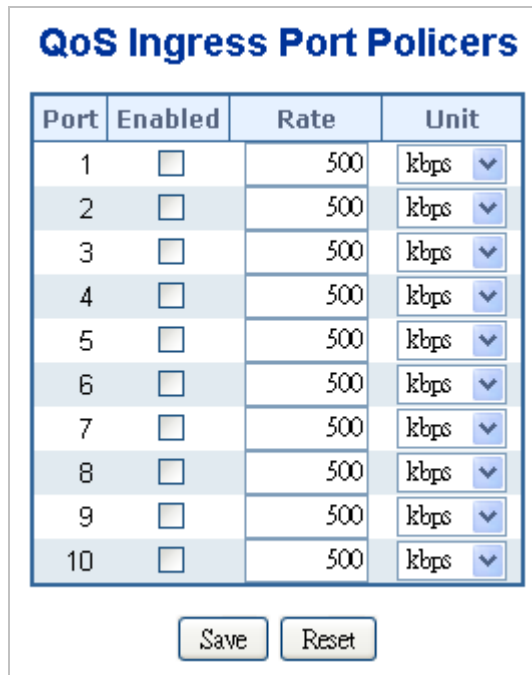 QoS Ingress Port Policers
Port Enabled Rate Unit
1 500 kbps
2 500 kbps
3 500 kbps
4 500 kbps
5 500 kbps
6 500 kbps
7 500 kbps
8 500 kbps
9 500 kbps
10 500 kbps
Save Reset